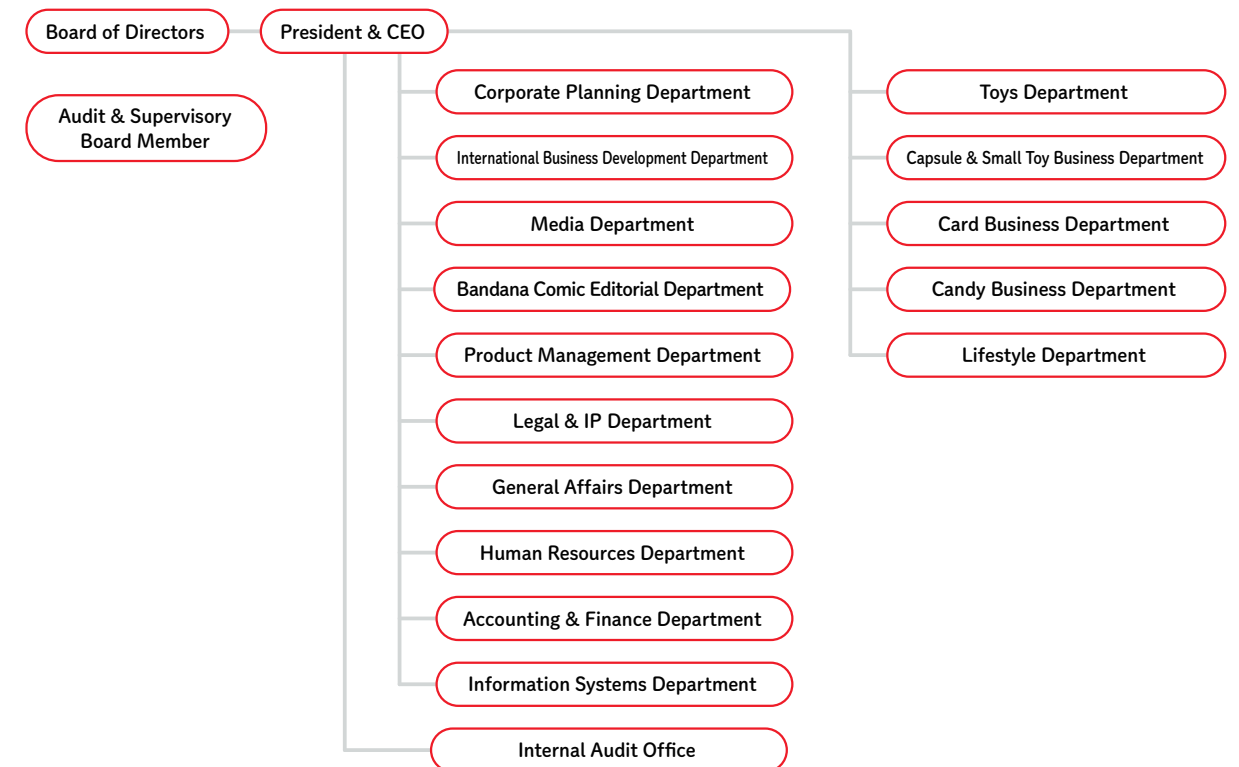 Board of Directors
President & CEO
Audit & Supervisory
Board Member
Corporate Planning Department
International Business Development Department
Media Department
Bandana Comic Editorial Department
Product Management Department
Legal & IP Department
General Affairs Department
Human Resources Department
Accounting & Finance Department
Information Systems Department
Internal Audit Office
Toys Department
Capsule & Small Toy Business Department
Card Business Department
Candy Business Department
Lifestyle Department